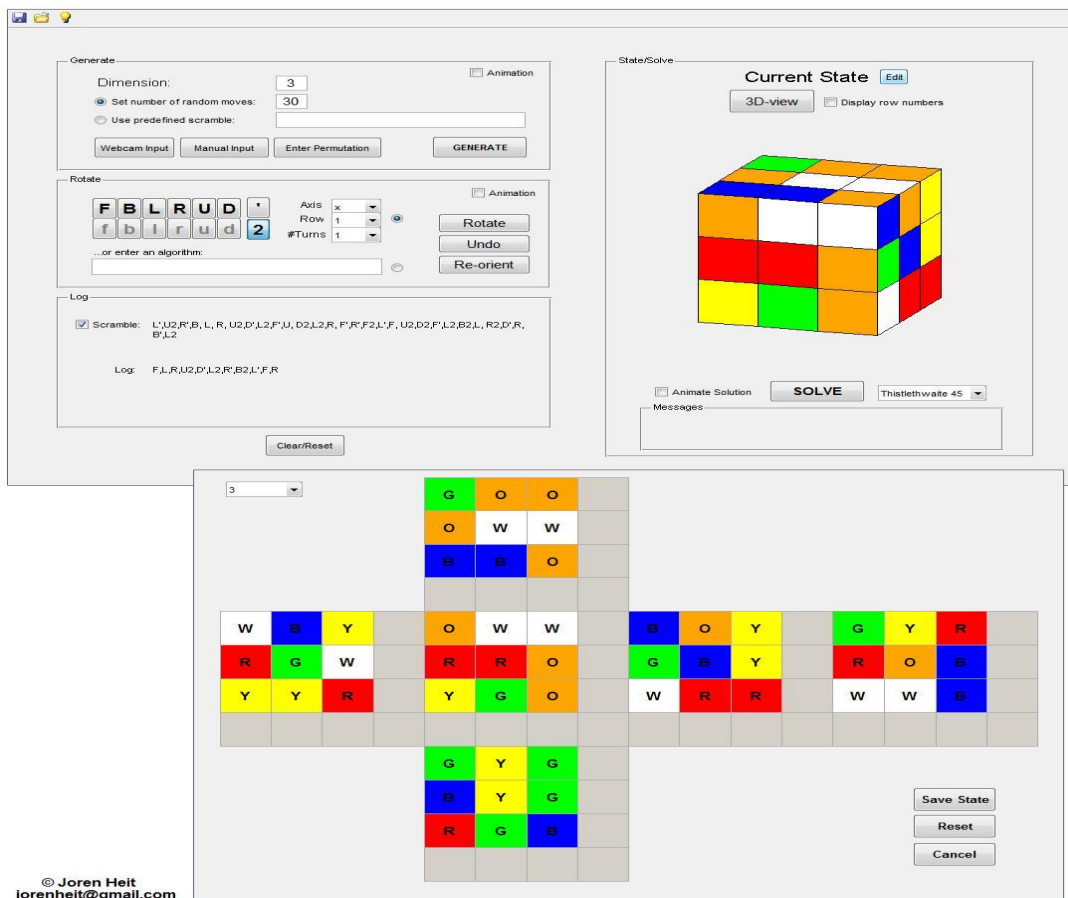 Generate
Animation
Dimension: 3
Set number of random moves: 30
Use predefined scramble:
Webcam Input Manual Input Enter Permutation GENERATE
Rotate
Animation
F B L R U D '
f b l r u d 2
Axis x
Row 1
#Turns 1
Rotate
Undo
Re-orient
...or enter an algorithm:
Log
Scramble: L',U2,R',B, L, R, U2,D',L2,F',U, D2,L2,R, F',R',F2,L',F, U2,D2,F',L2,B2,L, R2,D',R,
B',L2
Log: F,L,R,U2,D',L2,R',B2,L',F,R
Clear/Reset
State/Solve
Current State Edit
3D-view Display row numbers
Animate Solution SOLVE Thistlethwaite 45
Messages
3
G O O
O W W
B B O
W B Y O W W B O Y G Y R
R G W R R O G B Y R O B
Y Y R Y G O W R R W W B
G Y G
B Y G
R G B
Save State
Reset
Cancel
© Joren Heit
jorenheit@gmail.com